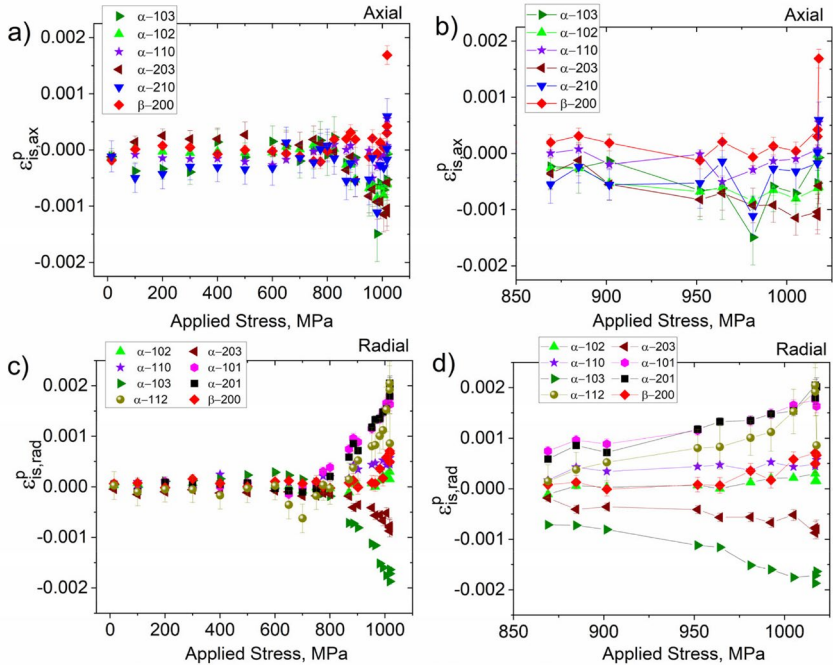 a)
Axial
α−103
α−102
α−110
α−203
α−210
β−200
0.002
0.001
0.000
-0.001
-0.002
ε^p_is,ax
0 200 400 600 800 1000
Applied Stress, MPa
b)
Axial
α−103
α−102
α−110
α−203
α−210
β−200
0.002
0.001
0.000
-0.001
-0.002
ε^p_is,ax
850 900 950 1000
Applied Stress, MPa
c)
Radial
α−102 α−203
α−110 α−101
α−103 α−201
α−112 β−200
0.002
0.001
0.000
-0.001
-0.002
ε^p_is,rad
0 200 400 600 800 1000
Applied Stress, MPa
d)
Radial
α−102 α−203
α−110 α−101
α−103 α−201
α−112 β−200
0.002
0.001
0.000
-0.001
-0.002
ε^p_is,rad
850 900 950 1000
Applied Stress, MPa